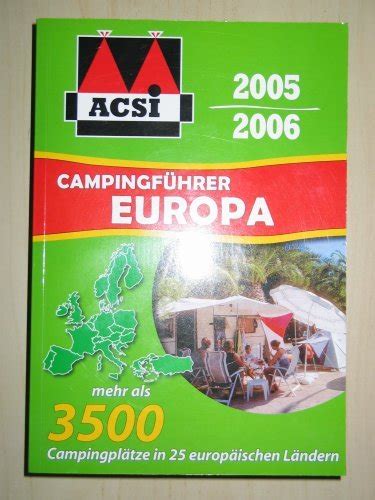 ACSi
2005
2006
CAMPINGFÜHRER
EUROPA
mehr als
3500
Campingplätze in 25 europäischen Ländern